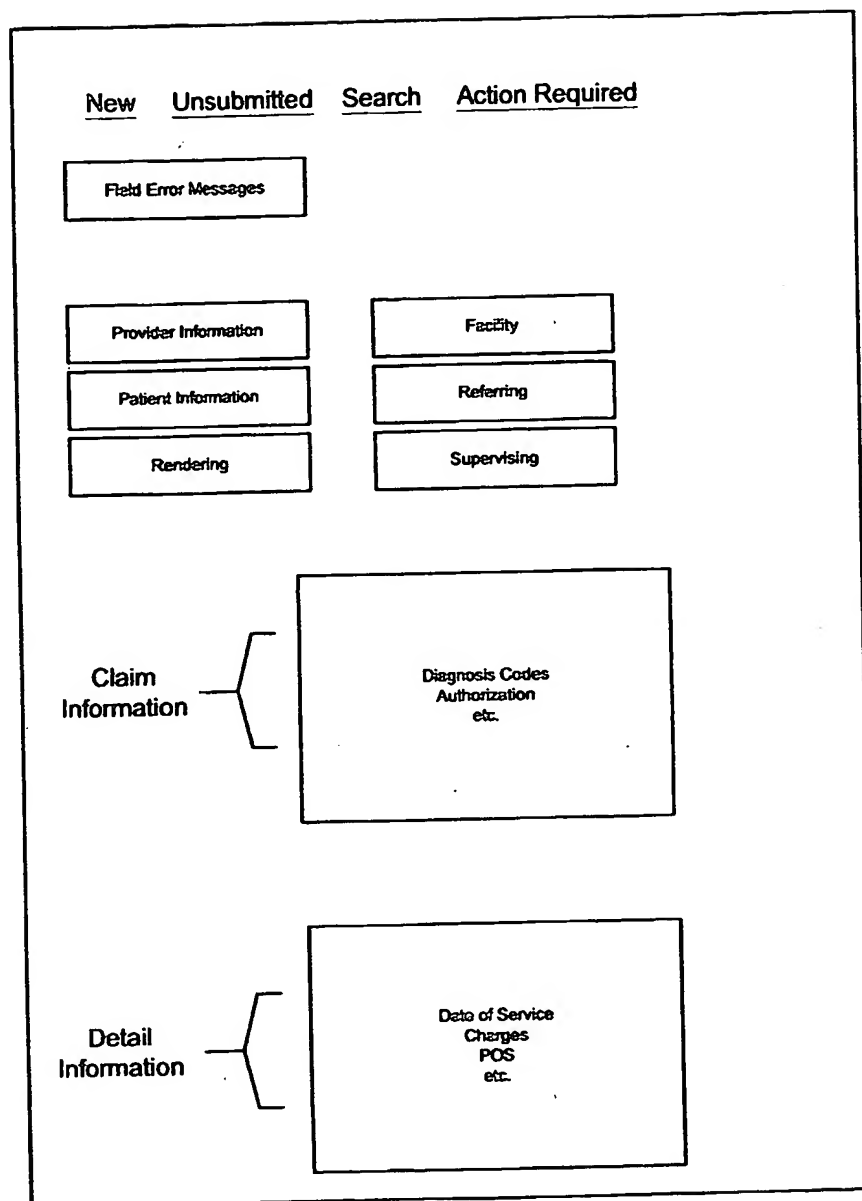 New Unsubmitted Search Action Required
Field Error Messages
Provider Information
Facility
Patient Information
Referring
Rendering
Supervising
Claim
Information
Diagnosis Codes
Authorization
etc.
Detail
Information
Date of Service
Charges
POS
etc.